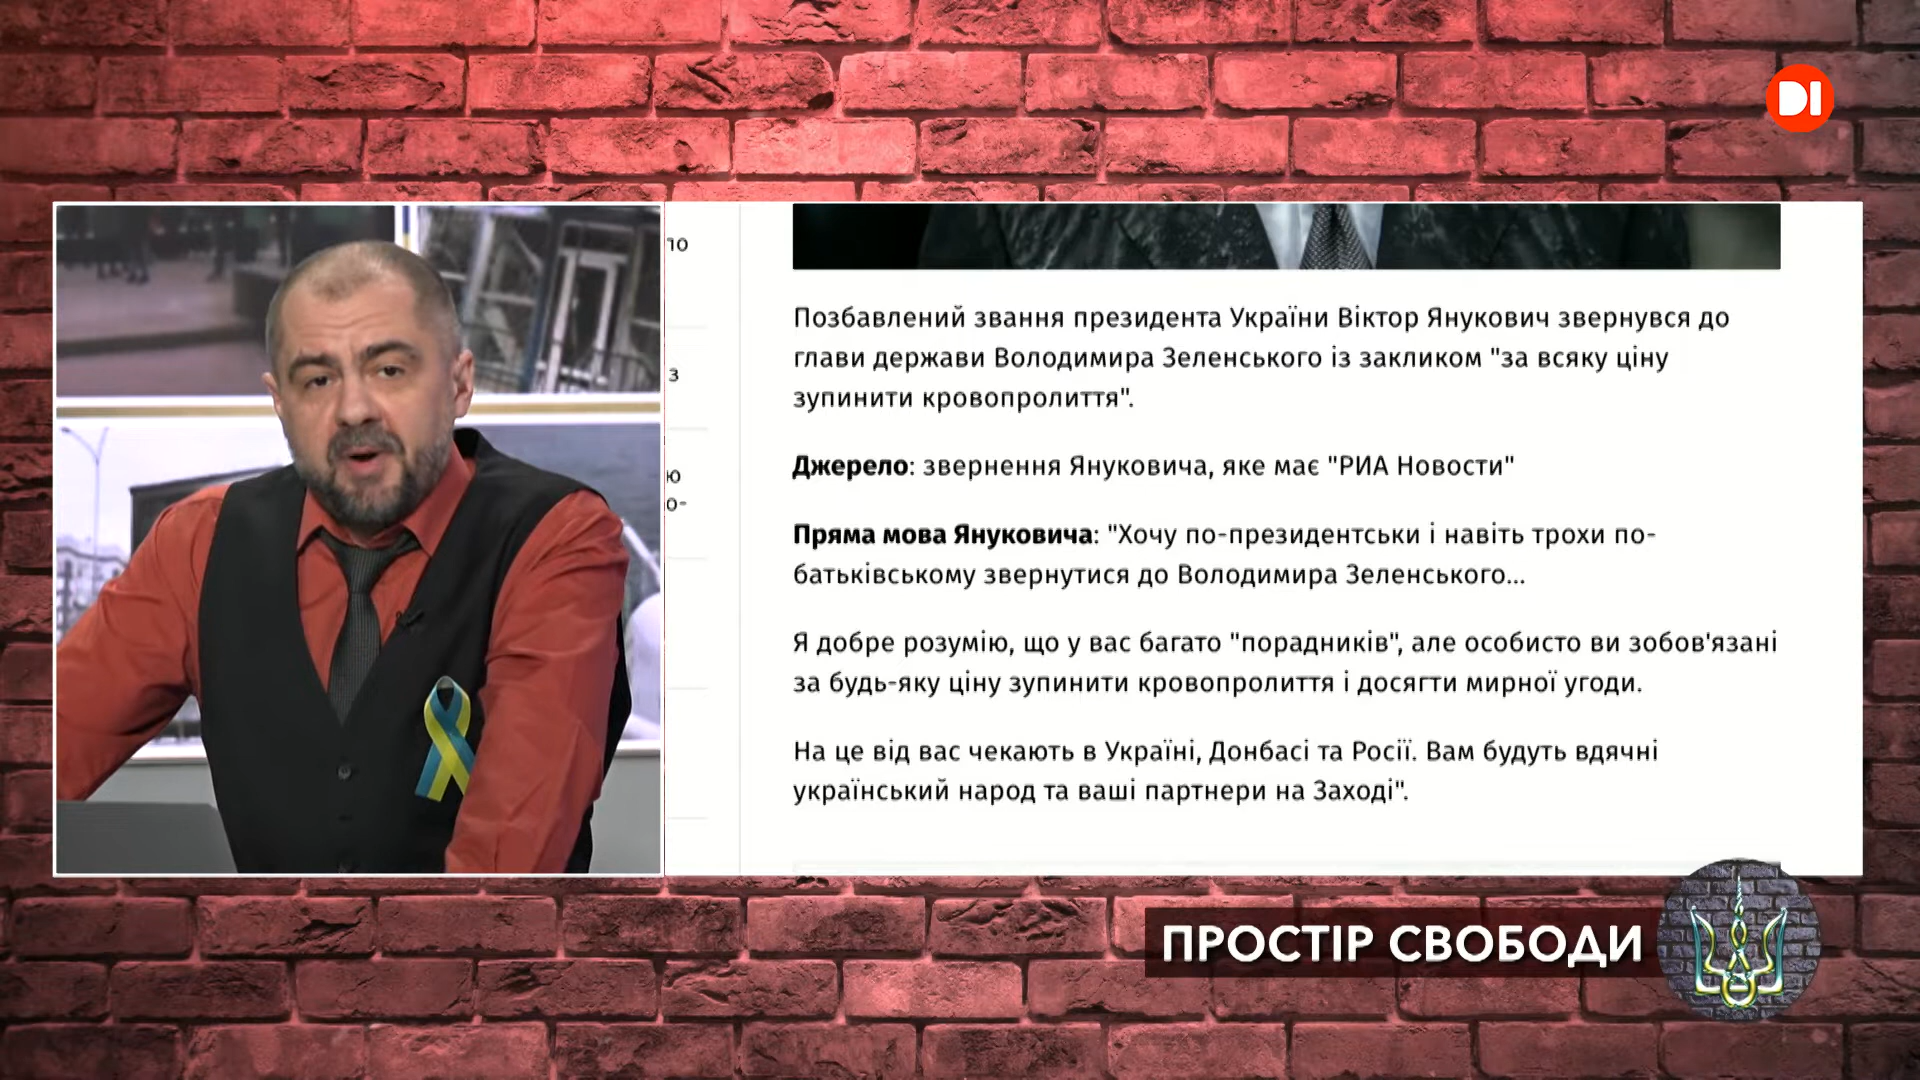 DI
ю
з
ю
о-
Позбавлений звання президента України Віктор Янукович звернувся до
глави держави Володимира Зеленського із закликом "за всяку ціну
зупинити кровопролиття".
Джерело: звернення Януковича, яке має "РИА Новости"
Пряма мова Януковича: "Хочу по-президентськи і навіть трохи по-
батьківському звернутися до Володимира Зеленського...
Я добре розумію, що у вас багато "порадників", але особисто ви зобов'язані
за будь-яку ціну зупинити кровопролиття і досягти мирної угоди.
На це від вас чекають в Україні, Донбасі та Росії. Вам будуть вдячні
український народ та ваші партнери на Заході".
ПРОСТІР СВОБОДИ